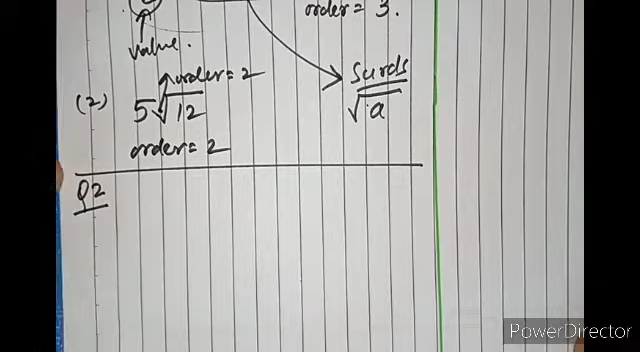 order = 3.
value.
order = 2
Surds
(2) 5√12
√a
order = 2
Q2
PowerDirector